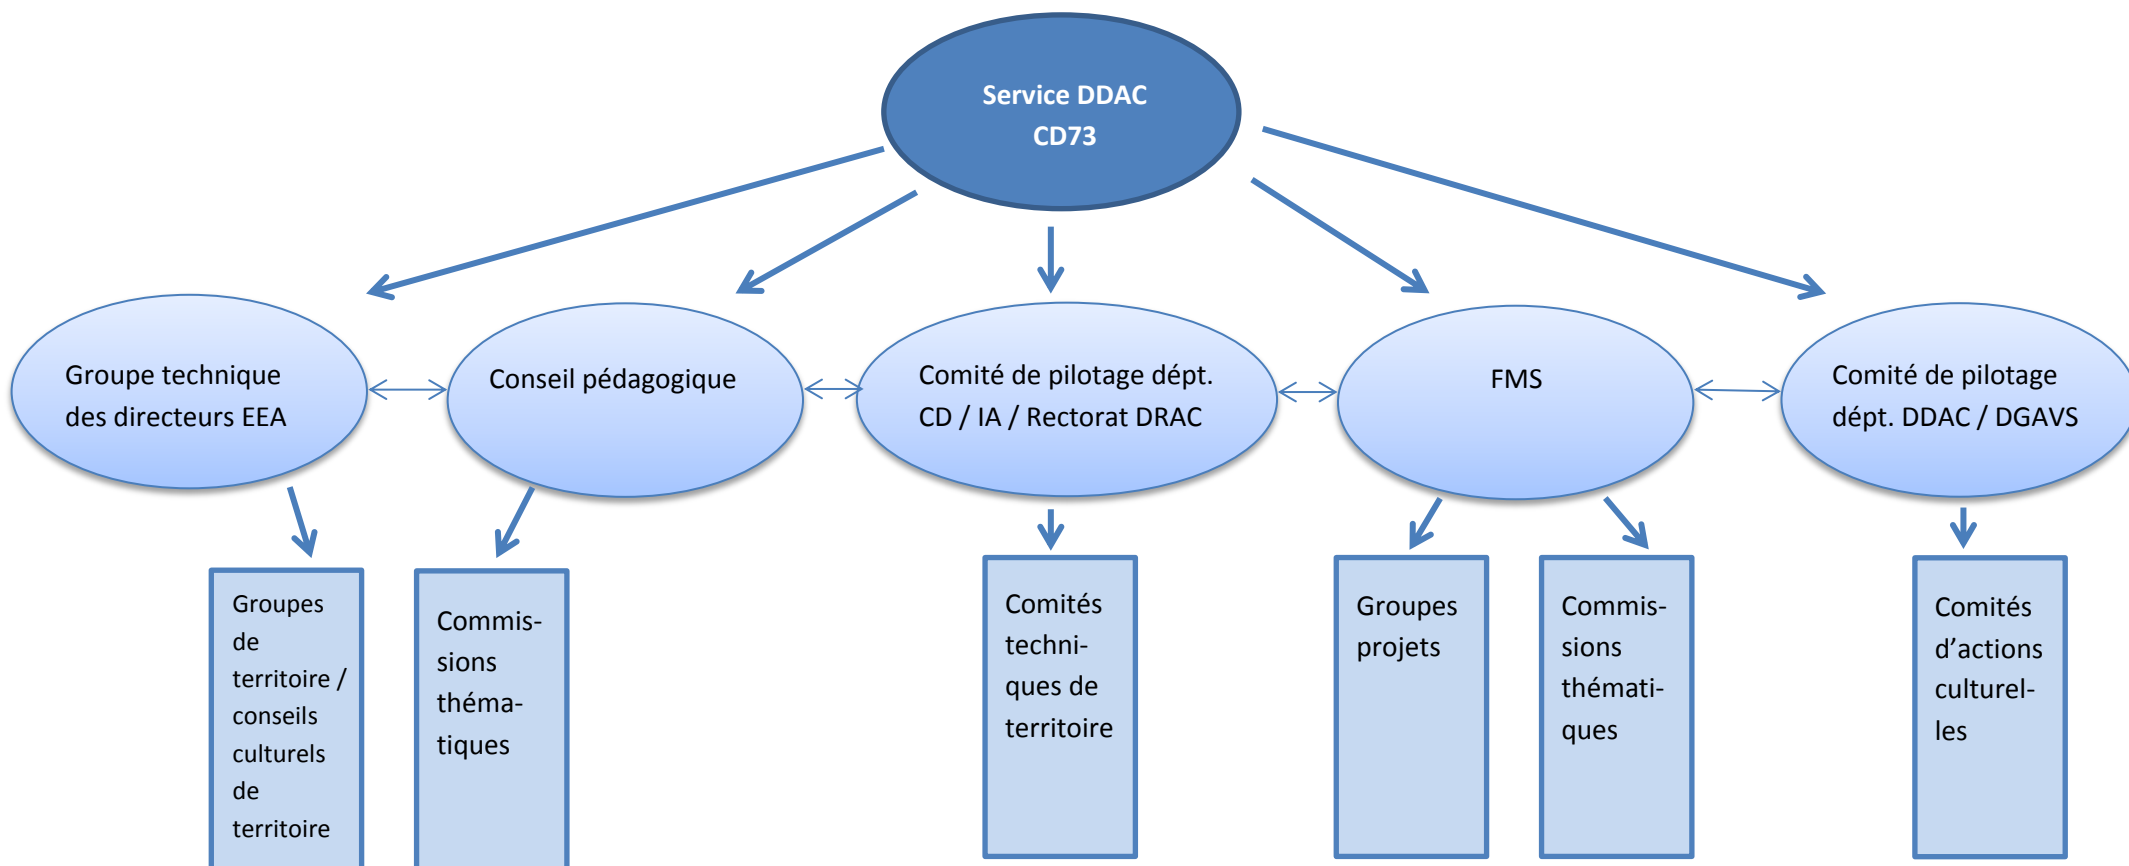 Service DDAC
CD73
Groupe technique
des directeurs EEA
Conseil pédagogique
Comité de pilotage dépt.
CD / IA / Rectorat DRAC
FMS
Comité de pilotage
dépt. DDAC / DGAVS
Groupes
de
territoire /
conseils
culturels
de
territoire
Commis-
sions
théma-
tiques
Comités
techni-
ques de
territoire
Groupes
projets
Commis-
sions
thémati-
ques
Comités
d’actions
culturel-
les